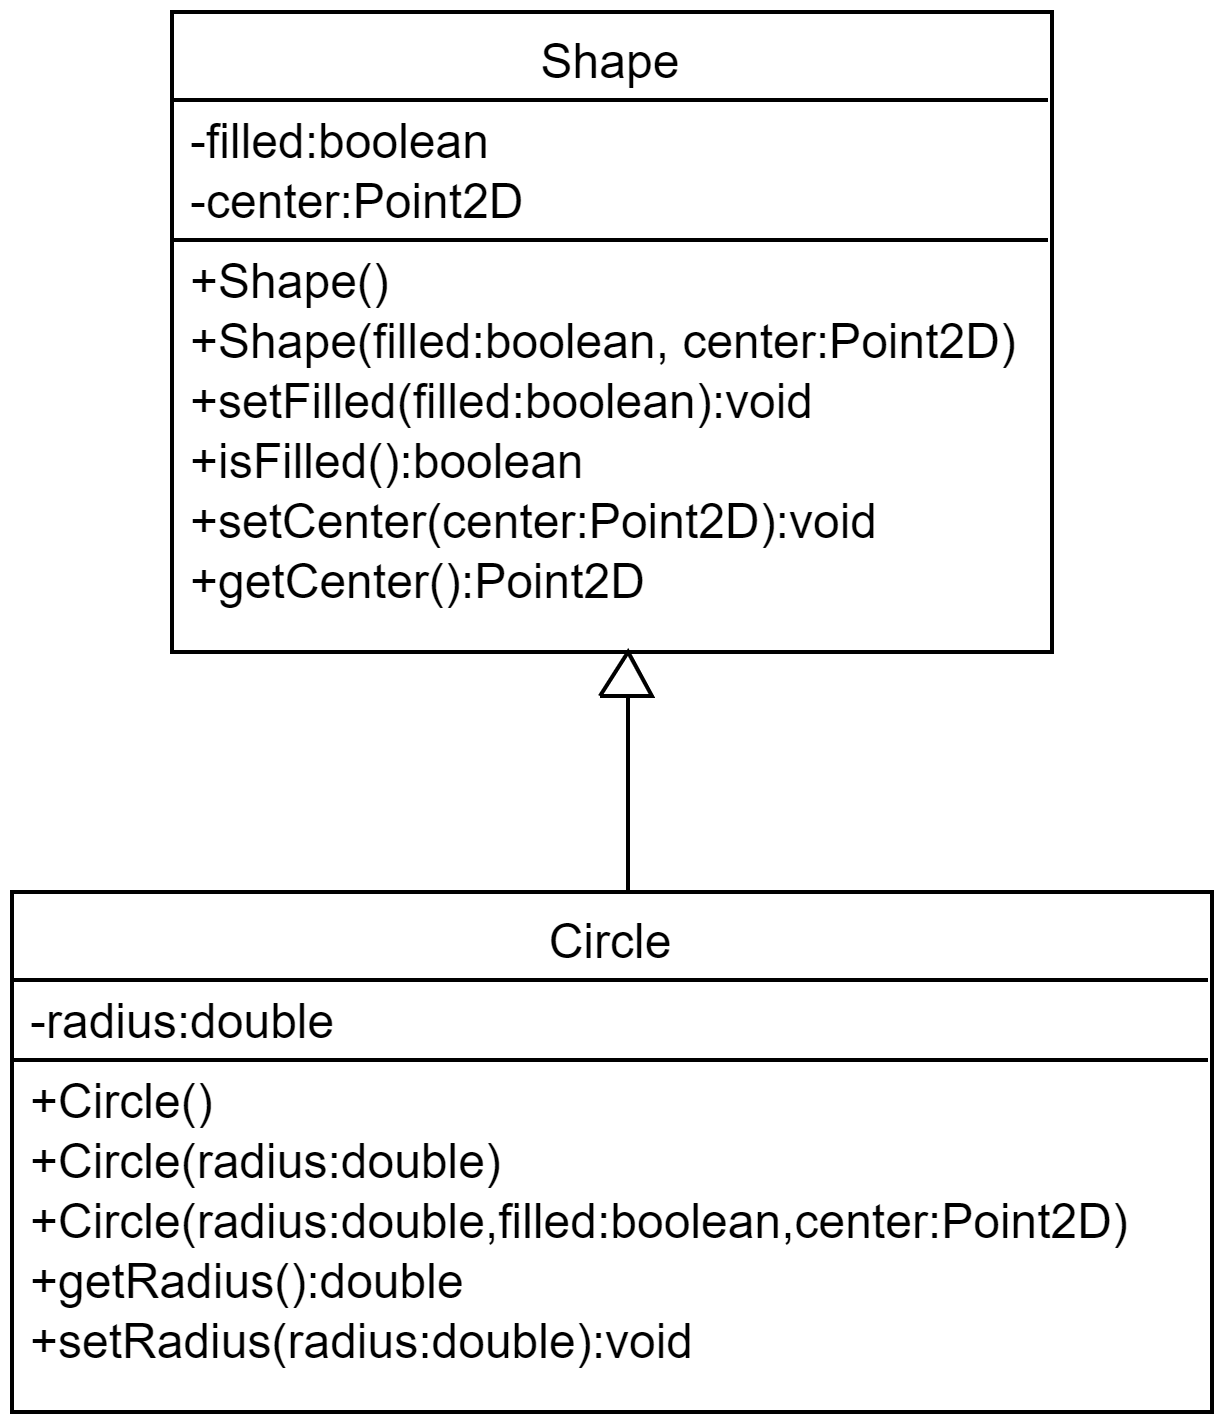 Shape
-filled:boolean
-center:Point2D
+Shape()
+Shape(filled:boolean, center:Point2D)
+setFilled(filled:boolean):void
+isFilled():boolean
+setCenter(center:Point2D):void
+getCenter():Point2D
Circle
-radius:double
+Circle()
+Circle(radius:double)
+Circle(radius:double,filled:boolean,center:Point2D)
+getRadius():double
+setRadius(radius:double):void